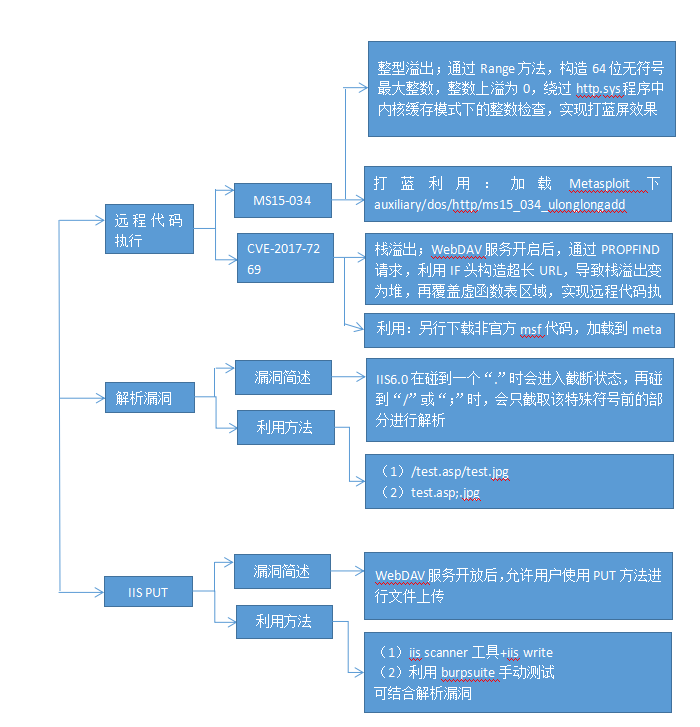 整型溢出；通过 Range 方法，构造 64 位无符号
最大整数，整数上溢为 0，绕过 http.sys 程序中
内核缓存模式下的整数检查，实现打蓝屏效果
打蓝利用：加载 Metasploit 下
auxiliary/dos/http/ms15_034_ulonglongadd
MS15-034
远程代码
执行
CVE-2017-72
69
栈溢出；WebDAV 服务开启后，通过 PROPFIND
请求，利用 IF 头构造超长 URL，导致栈溢出变
为堆，再覆盖虚函数表区域，实现远程代码执
利用：另行下载非官方 msf 代码，加载到 meta
漏洞简述
IIS6.0 在碰到一个“.”时会进入截断状态，再碰
到“/”或“;”时，会只截取该特殊符号前的部
分进行解析
解析漏洞
利用方法
（1）/test.asp/test.jpg
（2）test.asp;.jpg
漏洞简述
WebDAV 服务开放后，允许用户使用 PUT 方法进
行文件上传
IIS PUT
利用方法
（1）iis scanner 工具+iis write
（2）利用 burpsuite 手动测试
可结合解析漏洞